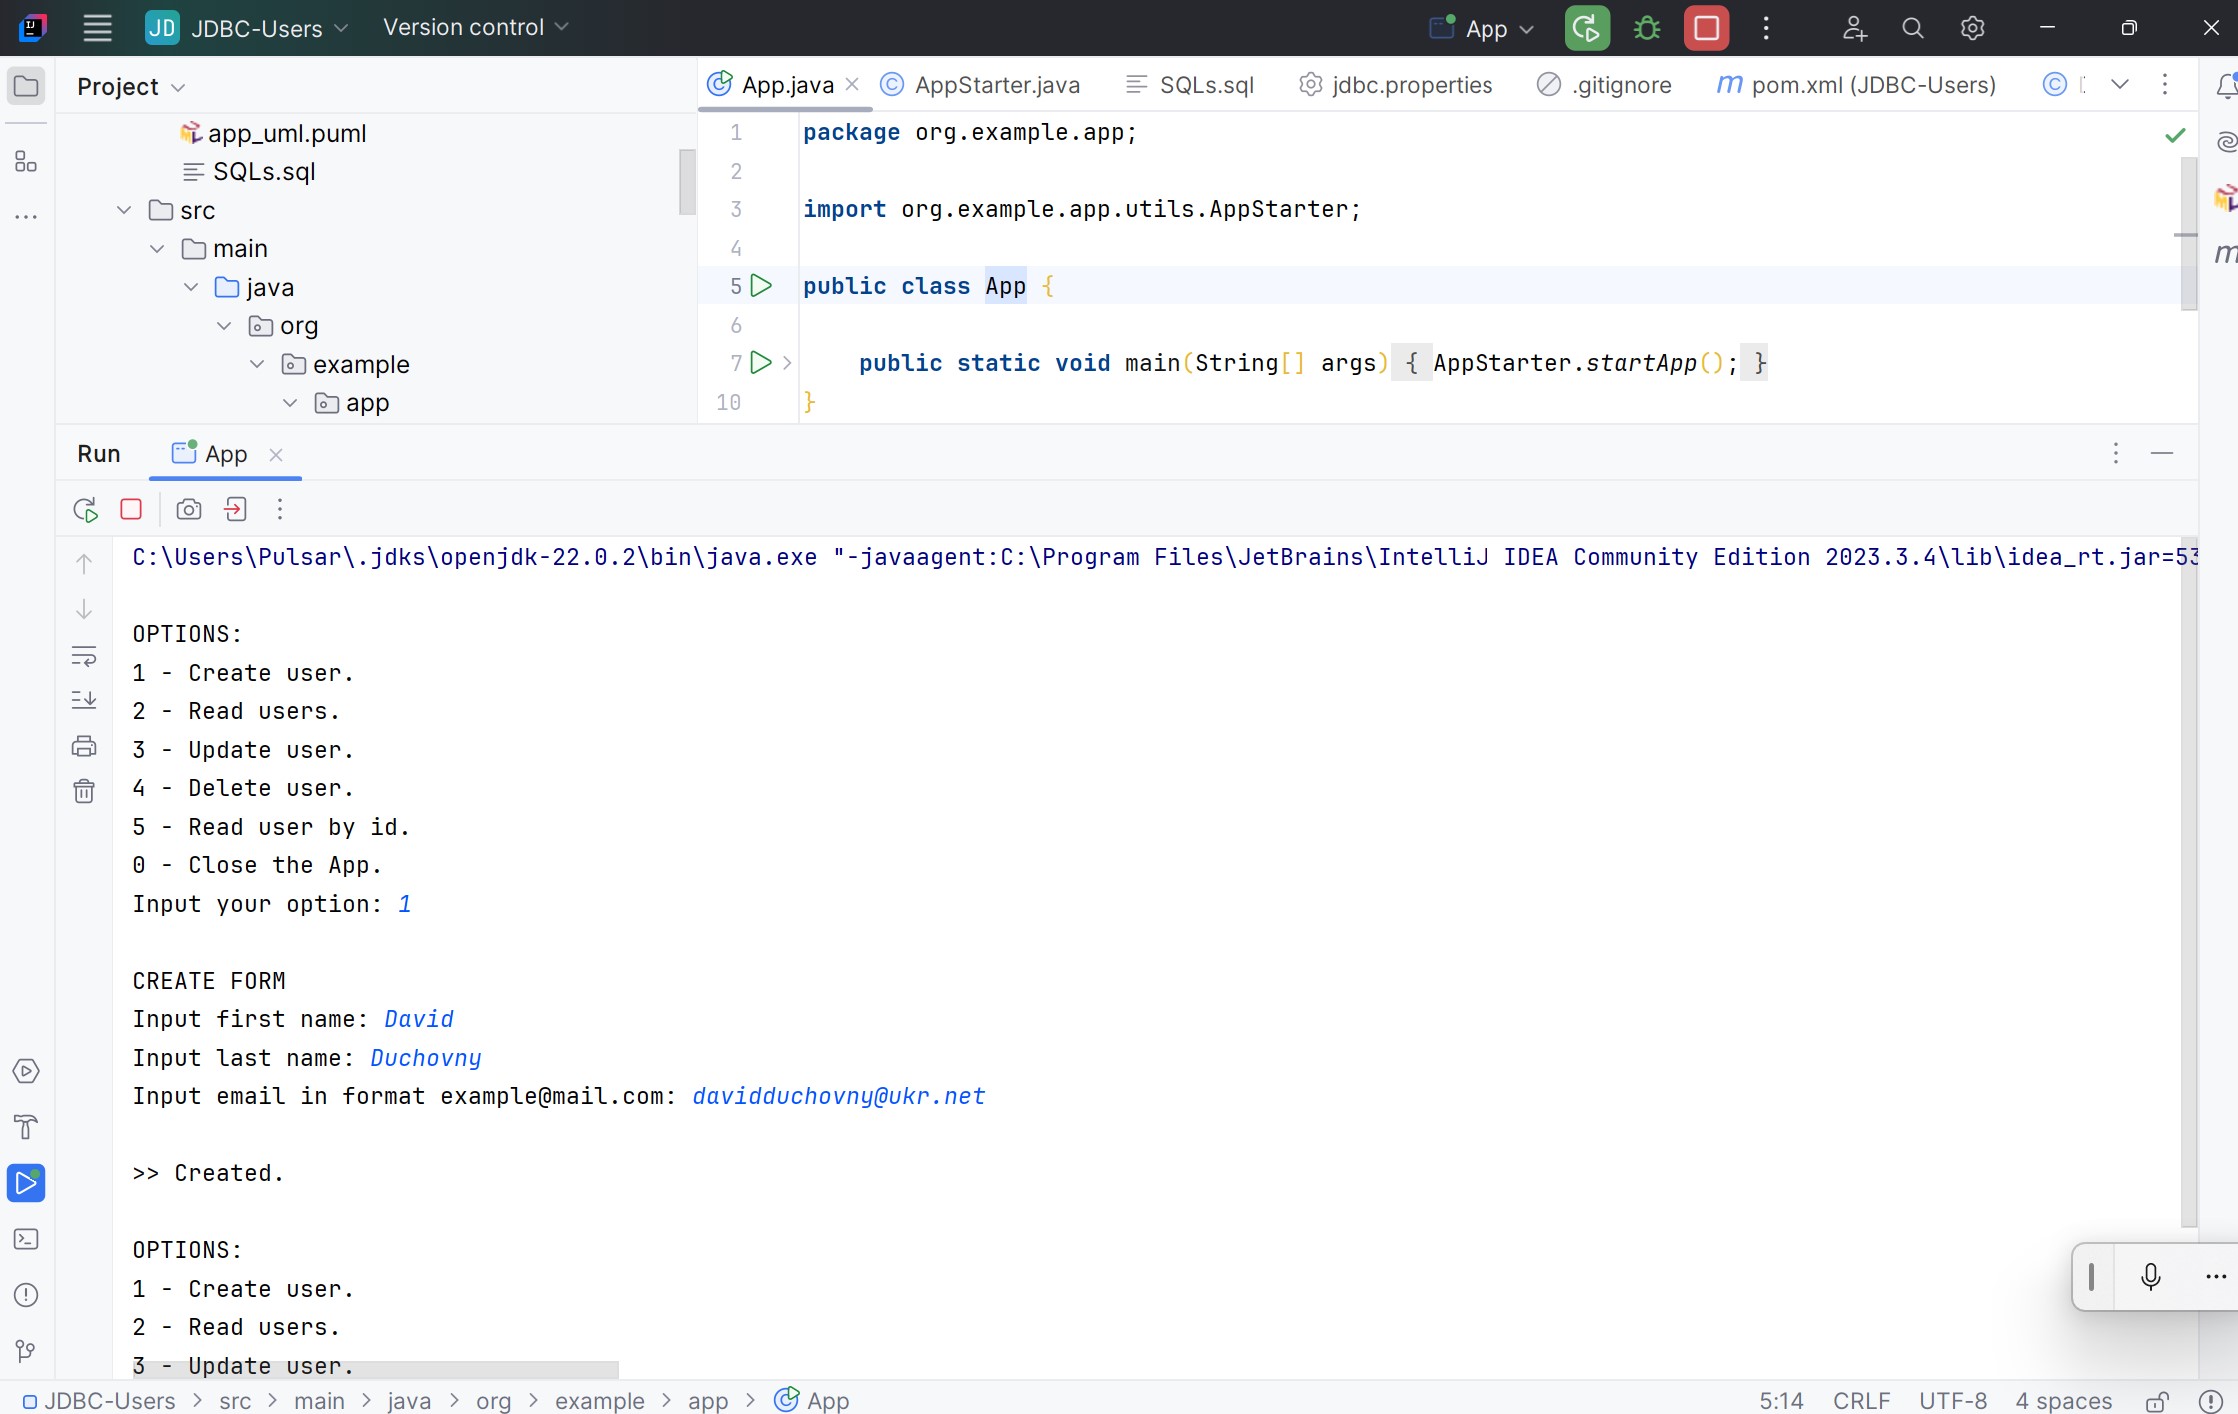 JD JDBC-Users Version control App
Project
App.java AppStarter.java SQLs.sql jdbc.properties .gitignore pom.xml (JDBC-Users)
app_uml.puml
SQLs.sql
src
main
java
org
example
app
1 package org.example.app;
2
3 import org.example.app.utils.AppStarter;
4
5 public class App {
6
7 public static void main(String[] args) { AppStarter.startApp(); }
10 }
Run App
C:\Users\Pulsar\.jdks\openjdk-22.0.2\bin\java.exe "-javaagent:C:\Program Files\JetBrains\IntelliJ IDEA Community Edition 2023.3.4\lib\idea_rt.jar=53
OPTIONS:
1 - Create user.
2 - Read users.
3 - Update user.
4 - Delete user.
5 - Read user by id.
0 - Close the App.
Input your option: 1
CREATE FORM
Input first name: David
Input last name: Duchovny
Input email in format example@mail.com: davidduchovny@ukr.net
>> Created.
OPTIONS:
1 - Create user.
2 - Read users.
3 - Update user.
JDBC-Users > src > main > java > org > example > app > App 5:14 CRLF UTF-8 4 spaces